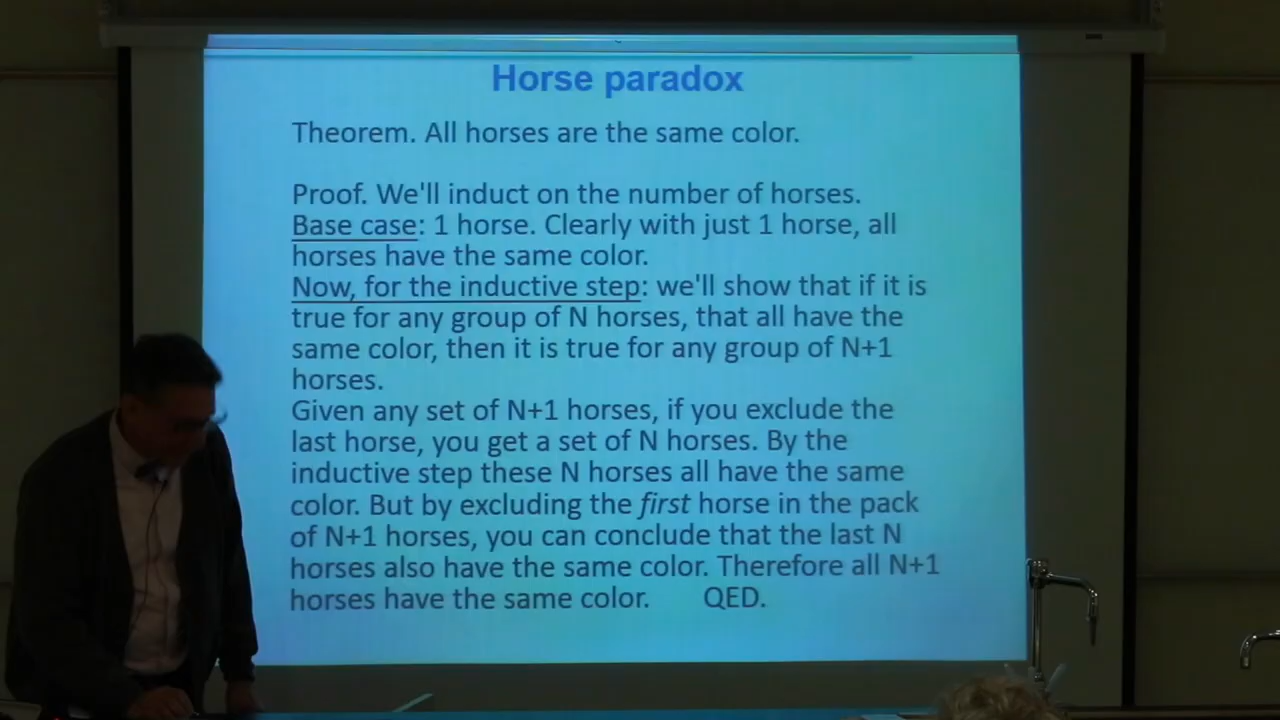 Horse paradox
Theorem. All horses are the same color.
Proof. We'll induct on the number of horses.
Base case: 1 horse. Clearly with just 1 horse, all
horses have the same color.
Now, for the inductive step: we'll show that if it is
true for any group of N horses, that all have the
same color, then it is true for any group of N+1
horses.
Given any set of N+1 horses, if you exclude the
last horse, you get a set of N horses. By the
inductive step these N horses all have the same
color. But by excluding the first horse in the pack
of N+1 horses, you can conclude that the last N
horses also have the same color. Therefore all N+1
horses have the same color. QED.